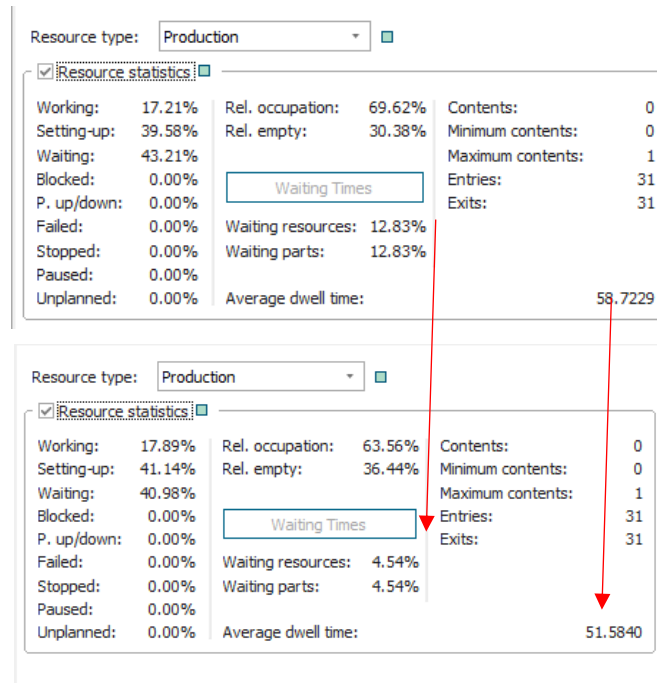 Resource type: Production
Resource statistics
Working: 17.21% Rel. occupation: 69.62% Contents: 0
Setting-up: 39.58% Rel. empty: 30.38% Minimum contents: 0
Waiting: 43.21% Maximum contents: 1
Blocked: 0.00% Waiting Times Entries: 31
P. up/down: 0.00% Exits: 31
Failed: 0.00% Waiting resources: 12.83%
Stopped: 0.00% Waiting parts: 12.83%
Paused: 0.00%
Unplanned: 0.00% Average dwell time: 58.7229
Resource type: Production
Resource statistics
Working: 17.89% Rel. occupation: 63.56% Contents: 0
Setting-up: 41.14% Rel. empty: 36.44% Minimum contents: 0
Waiting: 40.98% Maximum contents: 1
Blocked: 0.00% Waiting Times Entries: 31
P. up/down: 0.00% Exits: 31
Failed: 0.00% Waiting resources: 4.54%
Stopped: 0.00% Waiting parts: 4.54%
Paused: 0.00%
Unplanned: 0.00% Average dwell time: 51.5840